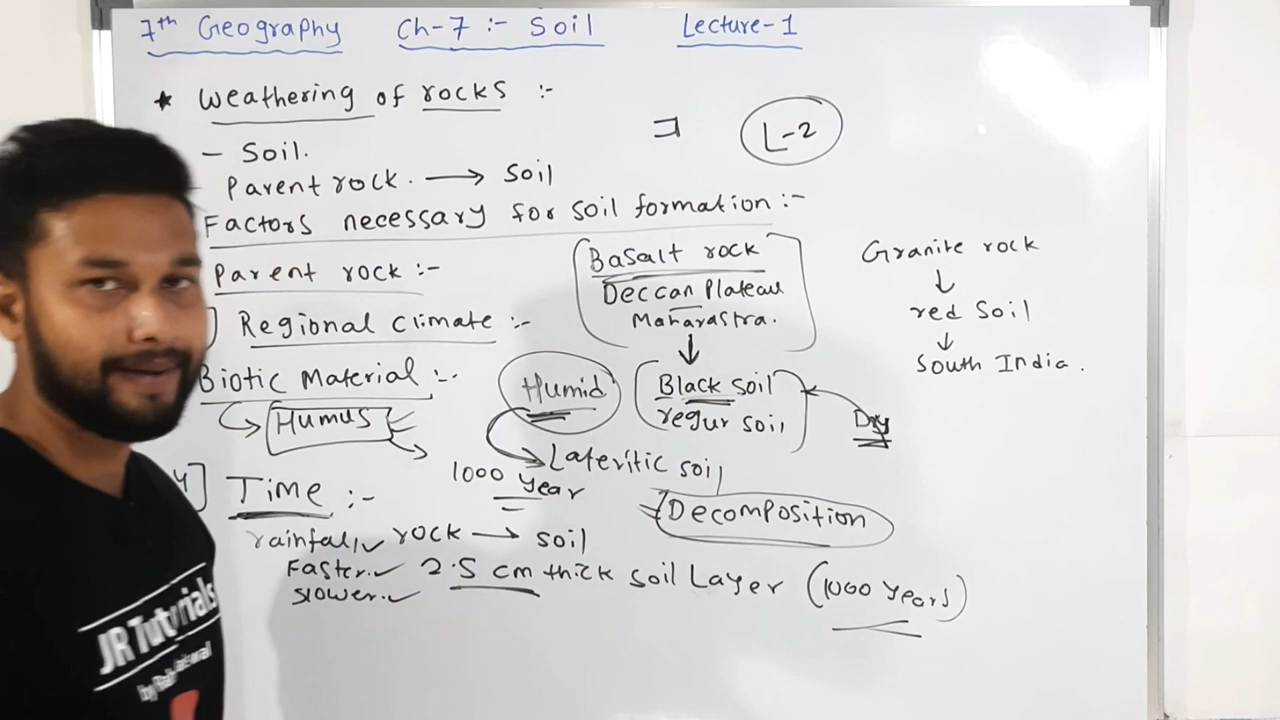 7th Geography Ch-7 :- Soil Lecture-1
* Weathering of rocks :-
L-2
- Soil.
- Parent rock. → Soil
Factors necessary for soil formation :-
Parent rock :-
Basalt rock
Deccan Plateau
Maharastra.
↓
Black soil
regur soil
Granite rock
↓
red Soil
↓
South India.
] Regional climate :-
Biotic Material :-
Humus
Humid
Dry
Lateritic soil
1000 year
4] Time :-
Decomposition
rainfall rock → soil
Faster. 2.5 cm thick soil Layer (1000 years)
slower.
JR Tutorials